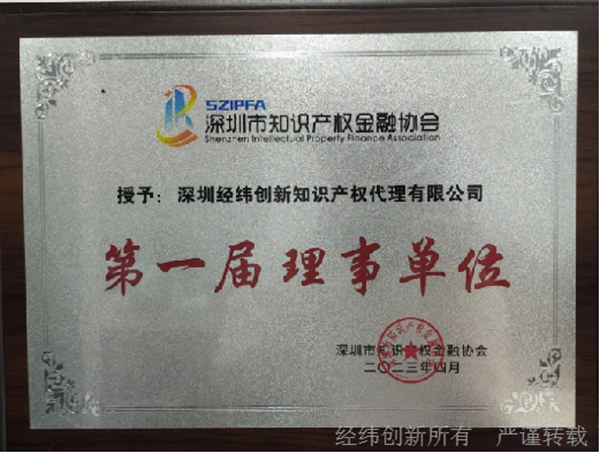 SZIPFA
深圳市知识产权金融协会
Shenzhen Intellectual Property Finance Association
授予：深圳经纬创新知识产权代理有限公司
第一届理事单位
深圳市知识产权金融协会
二〇二三年四月
经纬创新所有 严谨转载